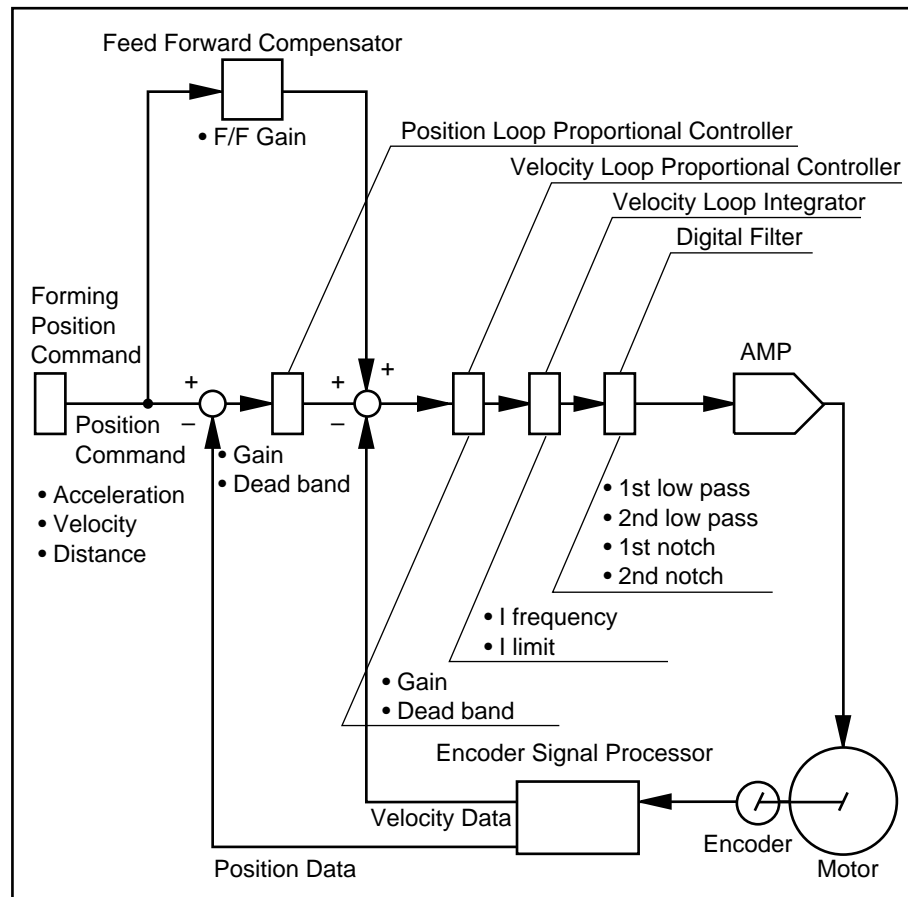 Feed Forward Compensator
• F/F Gain
Position Loop Proportional Controller
Velocity Loop Proportional Controller
Velocity Loop Integrator
Digital Filter
Forming
Position
Command
AMP
+
+
+
−
−
Position
Command
• Gain
• Dead band
• Acceleration
• Velocity
• Distance
• 1st low pass
• 2nd low pass
• 1st notch
• 2nd notch
• I frequency
• I limit
• Gain
• Dead band
Encoder Signal Processor
Velocity Data
Position Data
Encoder
Motor